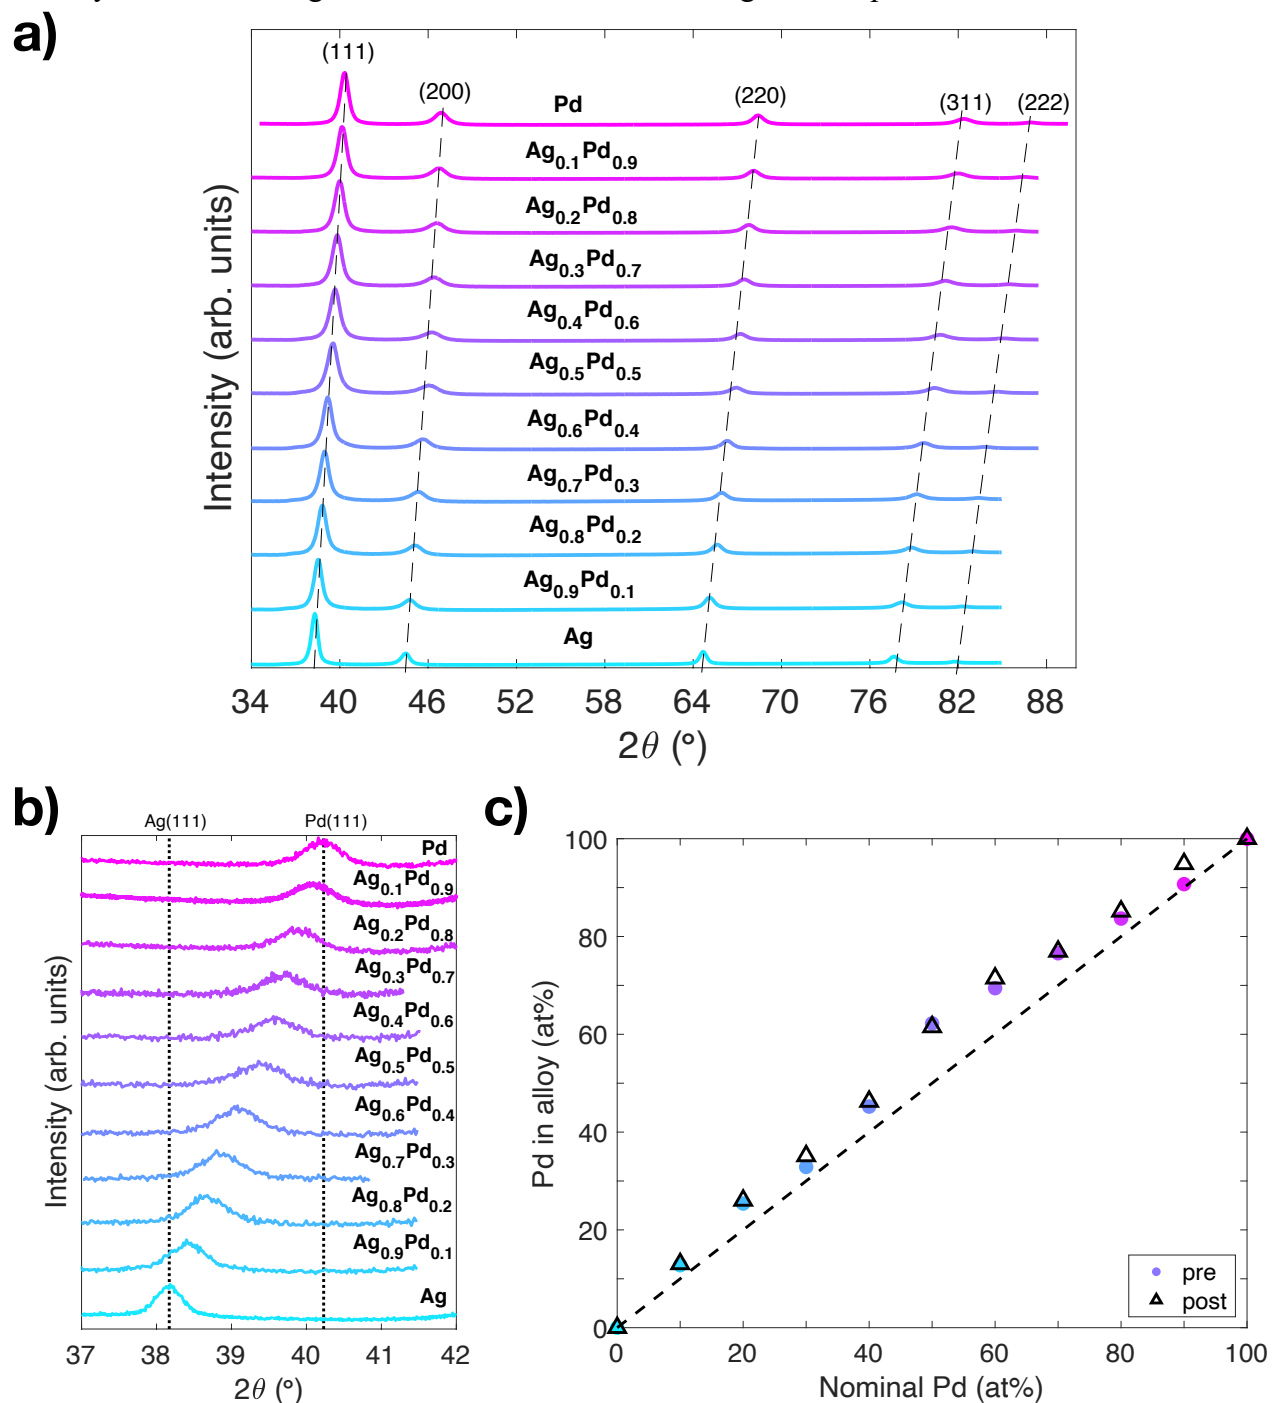 a)
(111)
(200)
(220)
(311)
(222)
Pd
Ag0.1Pd0.9
Ag0.2Pd0.8
Ag0.3Pd0.7
Ag0.4Pd0.6
Ag0.5Pd0.5
Ag0.6Pd0.4
Ag0.7Pd0.3
Ag0.8Pd0.2
Ag0.9Pd0.1
Ag
Intensity (arb. units)
34 40 46 52 58 64 70 76 82 88
2θ (°)
b)
Ag(111) Pd(111)
Pd
Ag0.1Pd0.9
Ag0.2Pd0.8
Ag0.3Pd0.7
Ag0.4Pd0.6
Ag0.5Pd0.5
Ag0.6Pd0.4
Ag0.7Pd0.3
Ag0.8Pd0.2
Ag0.9Pd0.1
Ag
Intensity (arb. units)
37 38 39 40 41 42
2θ (°)
c)
100
80
60
40
20
0
Pd in alloy (at%)
pre
post
0 20 40 60 80 100
Nominal Pd (at%)